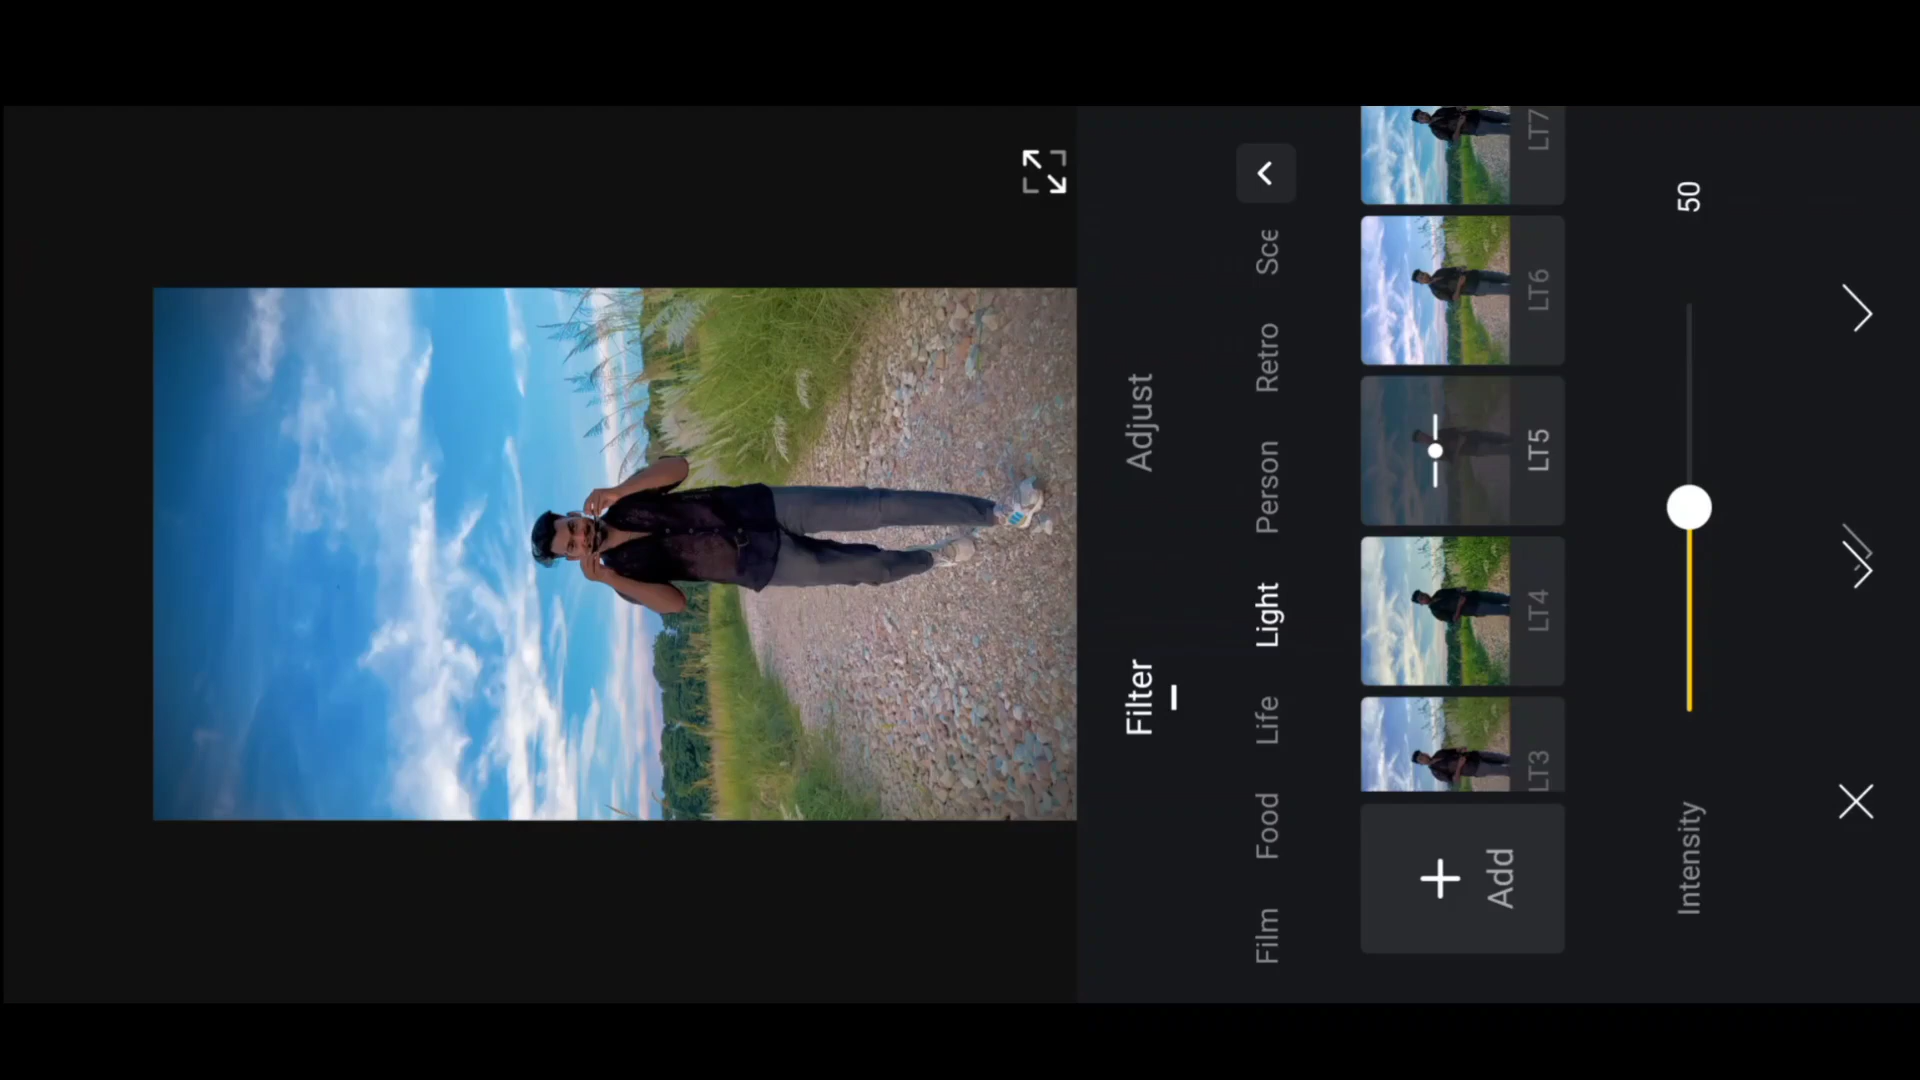 Filter Adjust
Film Food Life Light Person Retro Sce
Add
LT3 LT4 LT5 LT6 LT7
Intensity 50